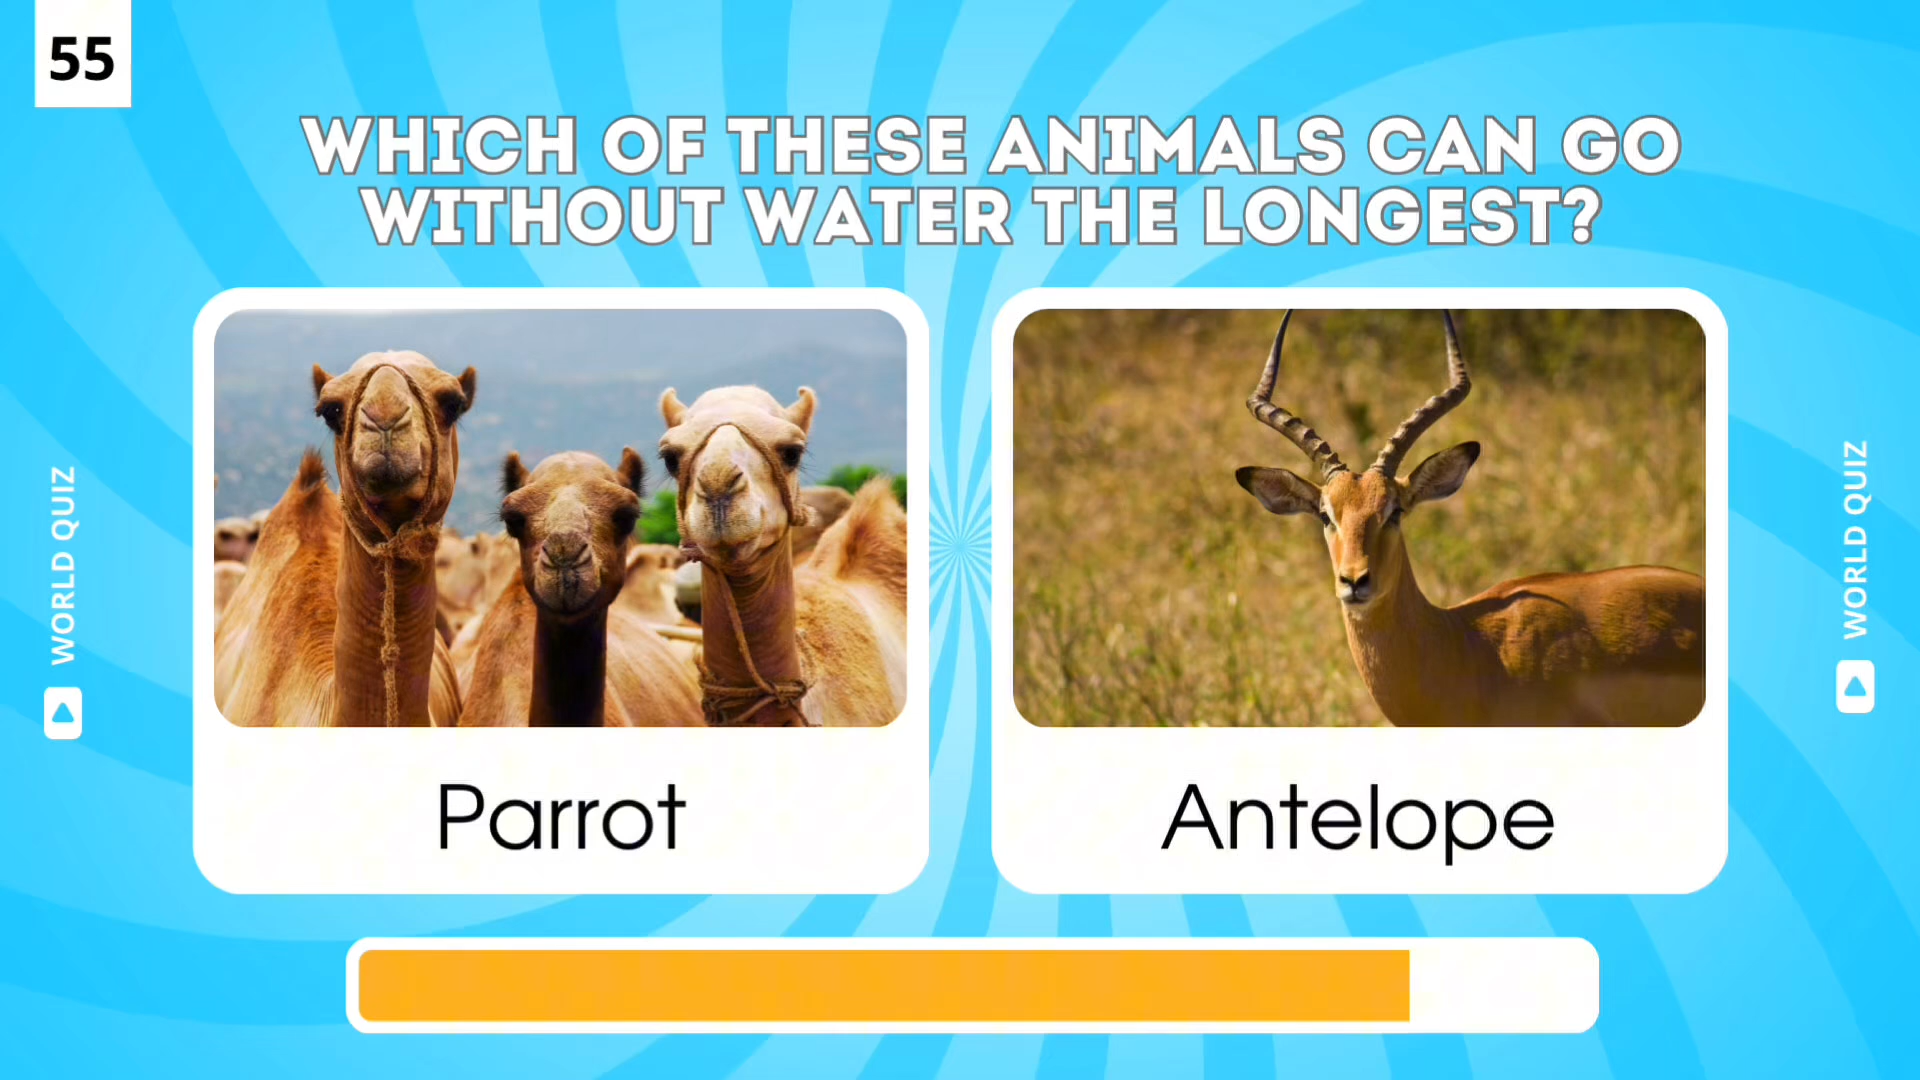 55
WHICH OF THESE ANIMALS CAN GO
WITHOUT WATER THE LONGEST?
WORLD QUIZ
WORLD QUIZ
Parrot
Antelope